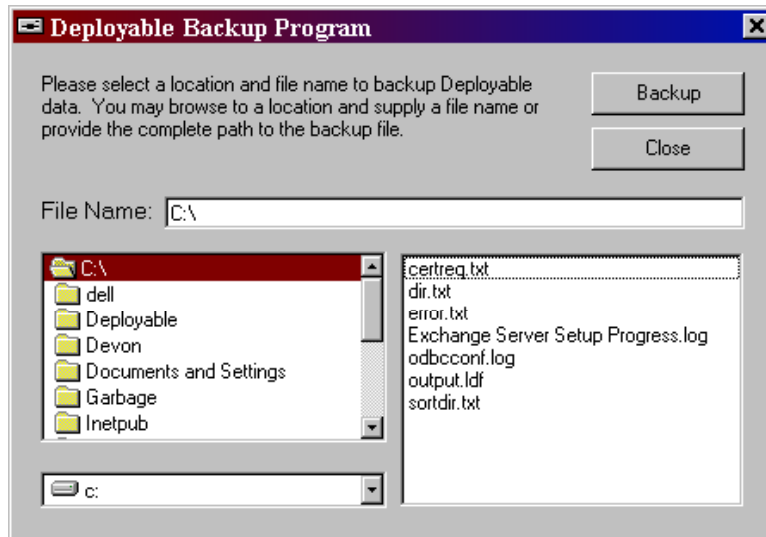 Deployable Backup Program
Please select a location and file name to backup Deployable
data. You may browse to a location and supply a file name or
provide the complete path to the backup file.
Backup
Close
File Name: C:\
C:\
dell
Deployable
Devon
Documents and Settings
Garbage
Inetpub
c:
certreq.txt
dir.txt
error.txt
Exchange Server Setup Progress.log
odbcconf.log
output.ldf
sortdir.txt